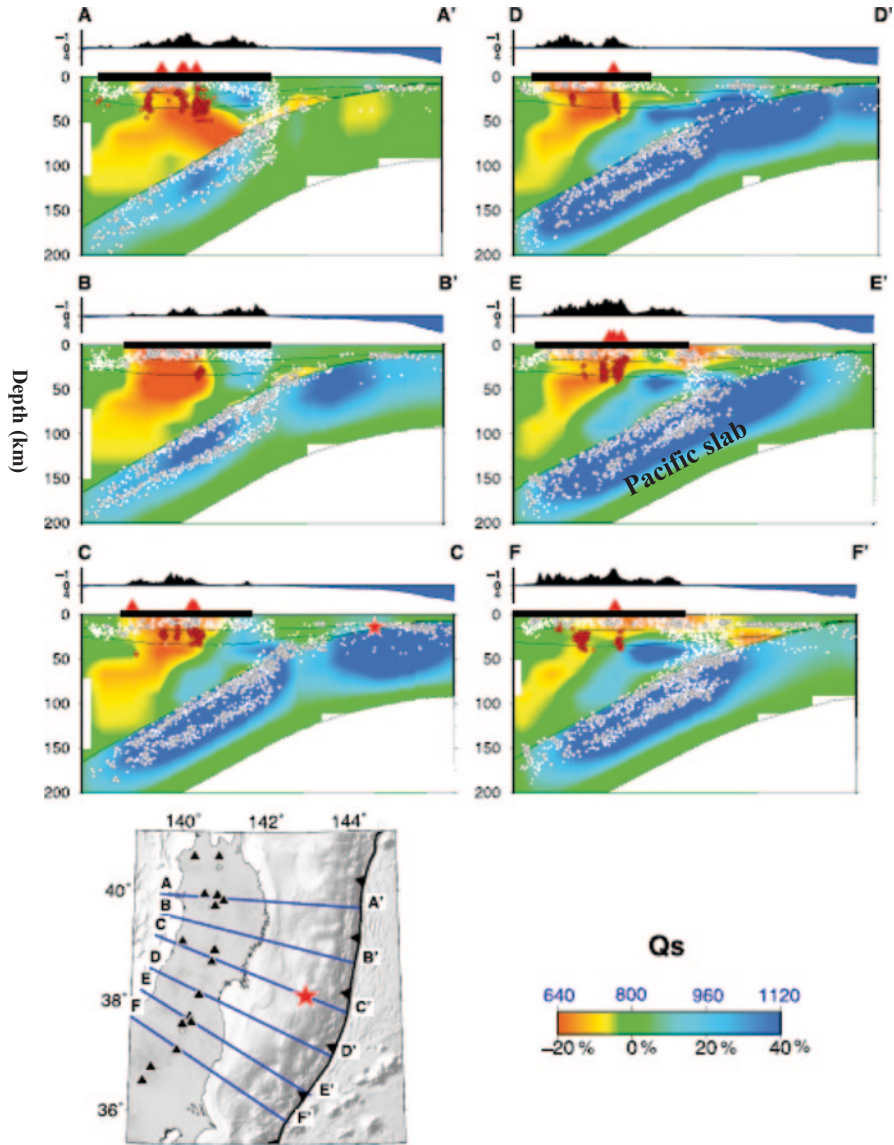 A A'
-1
0
4
0
50
100
150
200
D D'
-1
0
4
0
50
100
150
200
B B'
-1
0
4
0
50
100
150
200
E E'
-1
0
4
0
50
100
150
200
Pacific slab
Depth (km)
C C
-1
0
4
0
50
100
150
200
F F'
-1
0
4
0
50
100
150
200
140° 142° 144°
40°
38°
36°
A
B
C
D
E
F
A'
B'
C'
D'
E'
F'
Qs
640 800 960 1120
−20 % 0 % 20 % 40 %